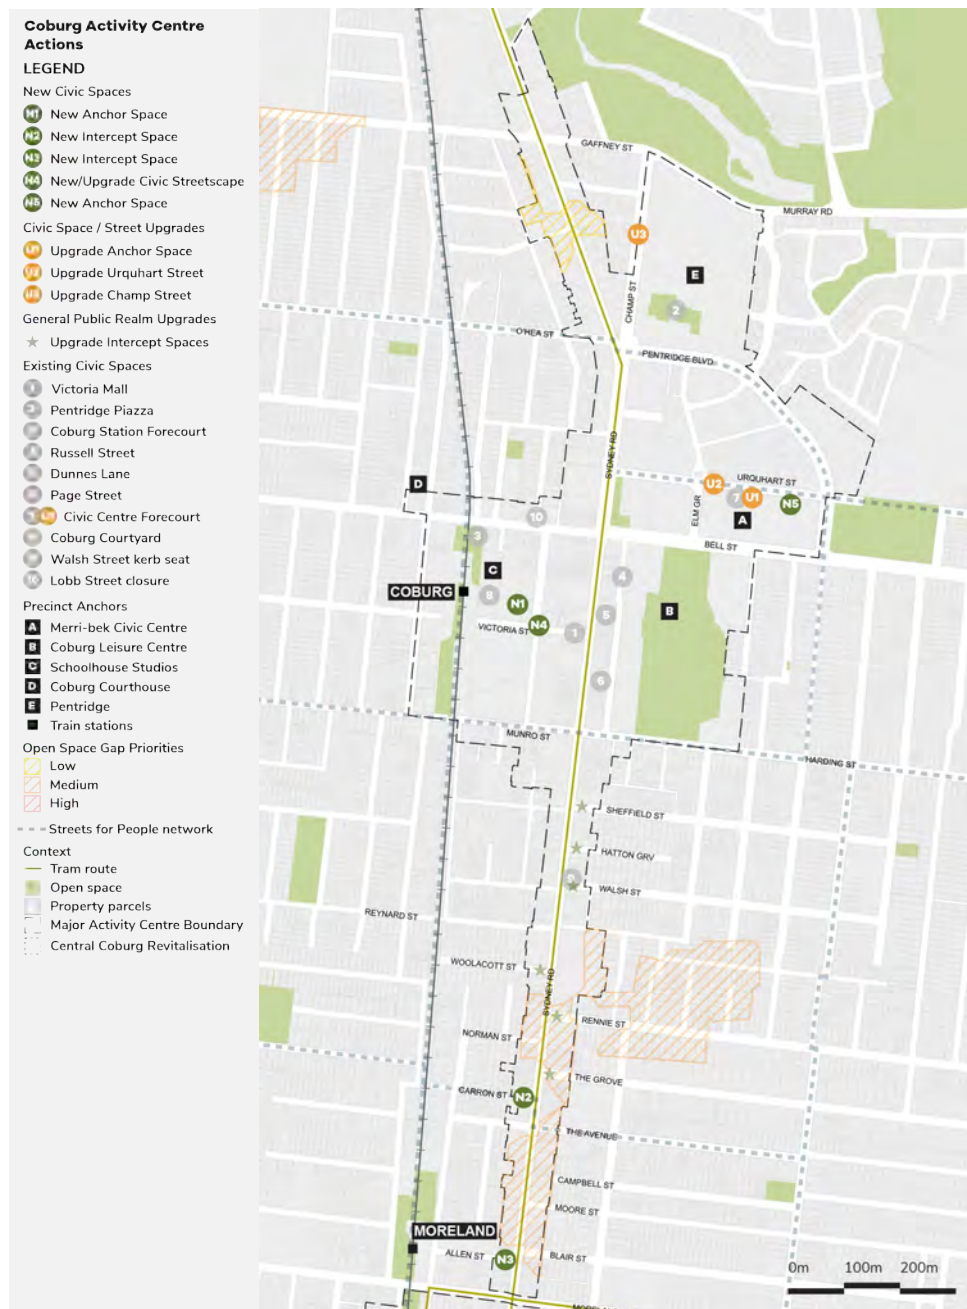 Coburg Activity Centre
Actions
LEGEND
New Civic Spaces
N1 New Anchor Space
N2 New Intercept Space
N3 New Intercept Space
N4 New/Upgrade Civic Streetscape
N5 New Anchor Space
Civic Space / Street Upgrades
U1 Upgrade Anchor Space
U2 Upgrade Urquhart Street
U3 Upgrade Champ Street
General Public Realm Upgrades
Upgrade Intercept Spaces
Existing Civic Spaces
Victoria Mall
Pentridge Piazza
Coburg Station Forecourt
Russell Street
Dunnes Lane
Page Street
Civic Centre Forecourt
Coburg Courtyard
Walsh Street kerb seat
10 Lobb Street closure
Precinct Anchors
A Merri-bek Civic Centre
B Coburg Leisure Centre
C Schoolhouse Studios
D Coburg Courthouse
E Pentridge
Train stations
Open Space Gap Priorities
Low
Medium
High
Streets for People network
Context
Tram route
Open space
Property parcels
Major Activity Centre Boundary
Central Coburg Revitalisation
GAFFNEY ST
MURRAY RD
U3
E
CHAMP ST
2
O'HEA ST
PENTRIDGE BLVD
SYDNEY RD
D
U2
URQUHART ST
7
U1
N5
ELM GR
A
10
3
BELL ST
C
4
COBURG
8
N1
B
5
VICTORIA ST
N4
1
6
MUNRO ST
HARDING ST
SHEFFIELD ST
HATTON GRV
9
WALSH ST
REYNARD ST
WOOLACOTT ST
SYDNEY RD
RENNIE ST
NORMAN ST
THE GROVE
CARRON ST
N2
THE AVENUE
CAMPBELL ST
MOORE ST
MORELAND
ALLEN ST
N3
BLAIR ST
0m 100m 200m